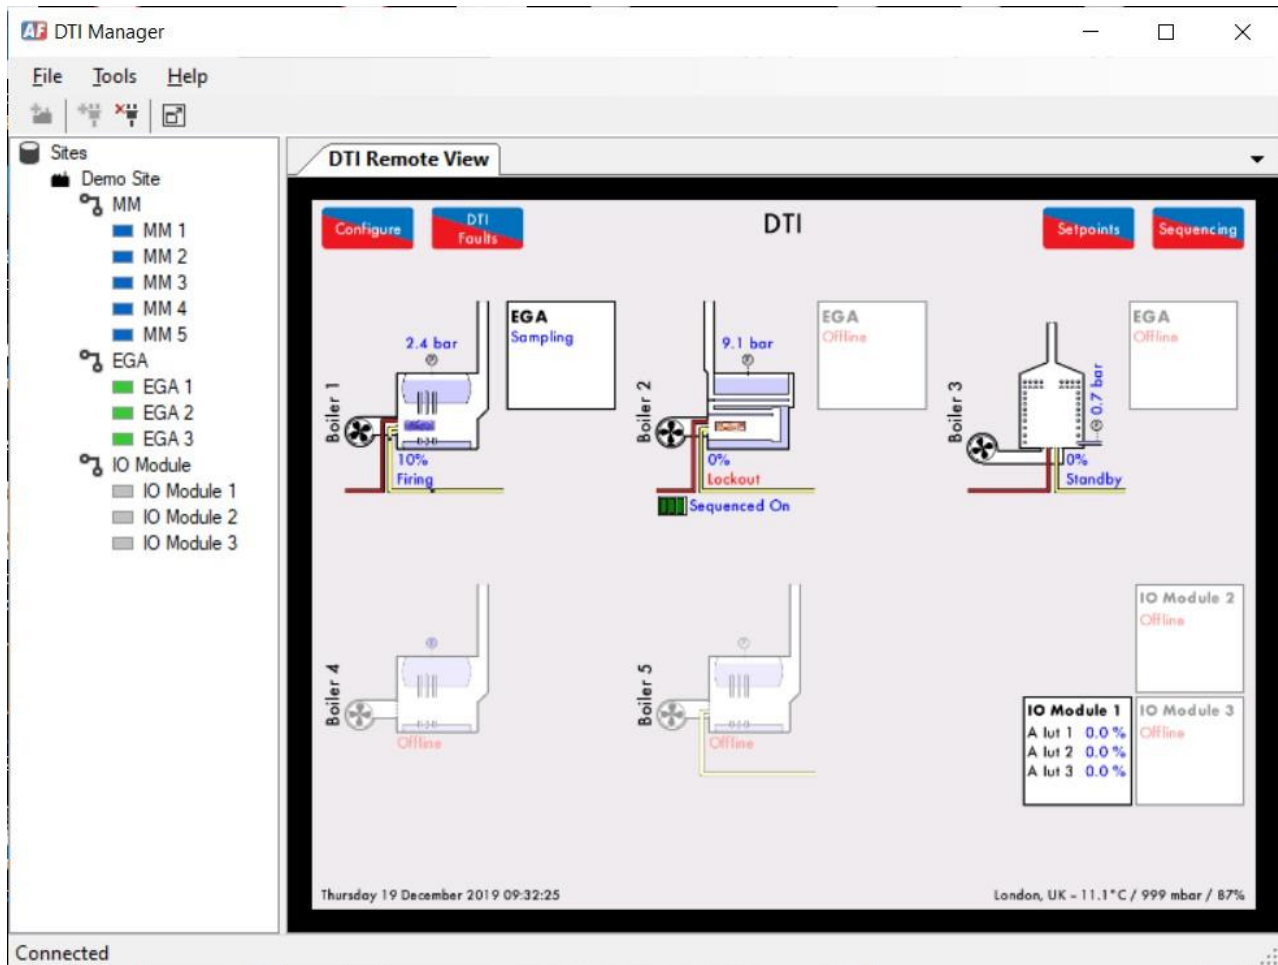 AF DTI Manager
File Tools Help
Sites
Demo Site
MM
MM 1
MM 2
MM 3
MM 4
MM 5
EGA
EGA 1
EGA 2
EGA 3
IO Module
IO Module 1
IO Module 2
IO Module 3
DTI Remote View
Configure
DTI
Faults
DTI
Setpoints
Sequencing
Boiler 1
2.4 bar
10%
Firing
EGA
Sampling
Boiler 2
9.1 bar
0%
Lockout
Sequenced On
EGA
Offline
Boiler 3
0.7 bar
0%
Standby
EGA
Offline
Boiler 4
Offline
Boiler 5
Offline
IO Module 2
Offline
IO Module 1
A Iut 1 0.0 %
A Iut 2 0.0 %
A Iut 3 0.0 %
IO Module 3
Offline
Thursday 19 December 2019 09:32:25
London, UK - 11.1°C / 999 mbar / 87%
Connected